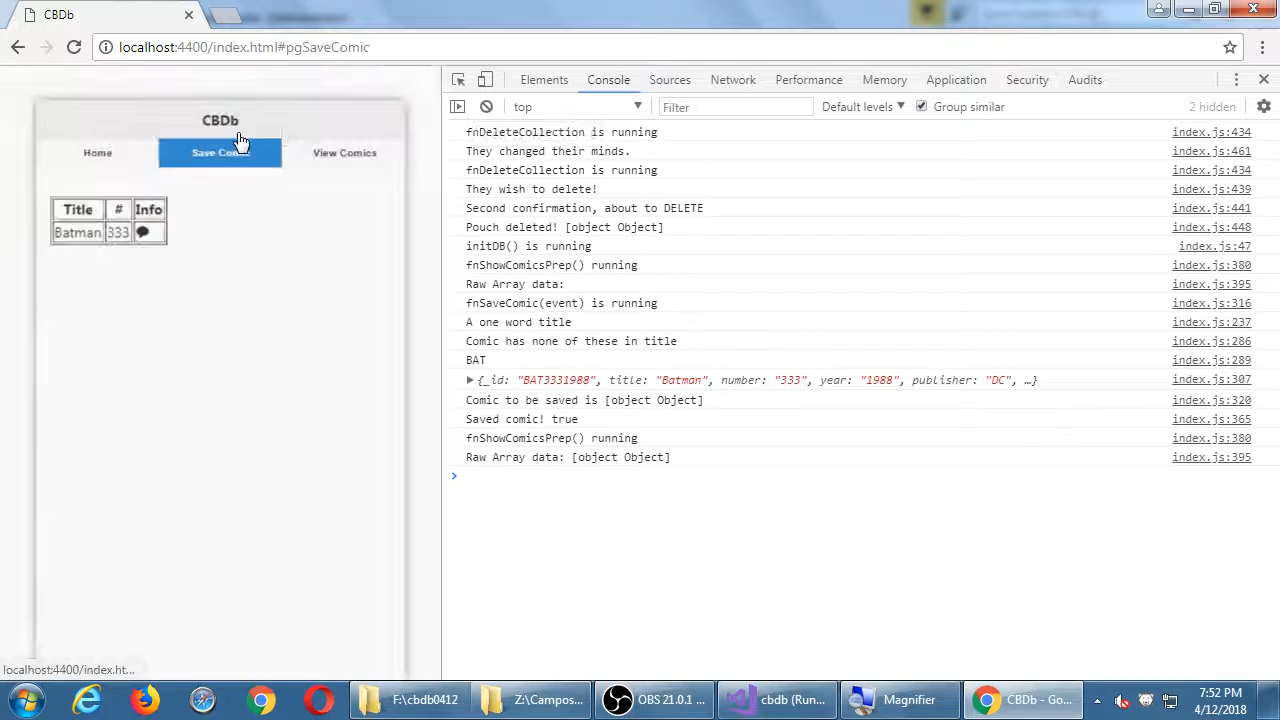 CBDb
localhost:4400/index.html#pgSaveComic
Elements Console Sources Network Performance Memory Application Security Audits
top Filter Default levels Group similar 2 hidden
CBDb
Home Save Comic View Comics
Title # Info
Batman 333
fnDeleteCollection is running index.js:434
They changed their minds. index.js:461
fnDeleteCollection is running index.js:434
They wish to delete! index.js:439
Second confirmation, about to DELETE index.js:441
Pouch deleted! [object Object] index.js:448
initDB() is running index.js:47
fnShowComicsPrep() running index.js:380
Raw Array data: index.js:395
fnSaveComic(event) is running index.js:316
A one word title index.js:237
Comic has none of these in title index.js:286
BAT index.js:289
{_id: "BAT3331988", title: "Batman", number: "333", year: "1988", publisher: "DC", …} index.js:307
Comic to be saved is [object Object] index.js:320
Saved comic! true index.js:365
fnShowComicsPrep() running index.js:380
Raw Array data: [object Object] index.js:395
localhost:4400/index.ht...
F:\cbdb0412 Z:\Campos... OBS 21.0.1 ... cbdb (Run... Magnifier CBDb - Go... 7:52 PM
4/12/2018